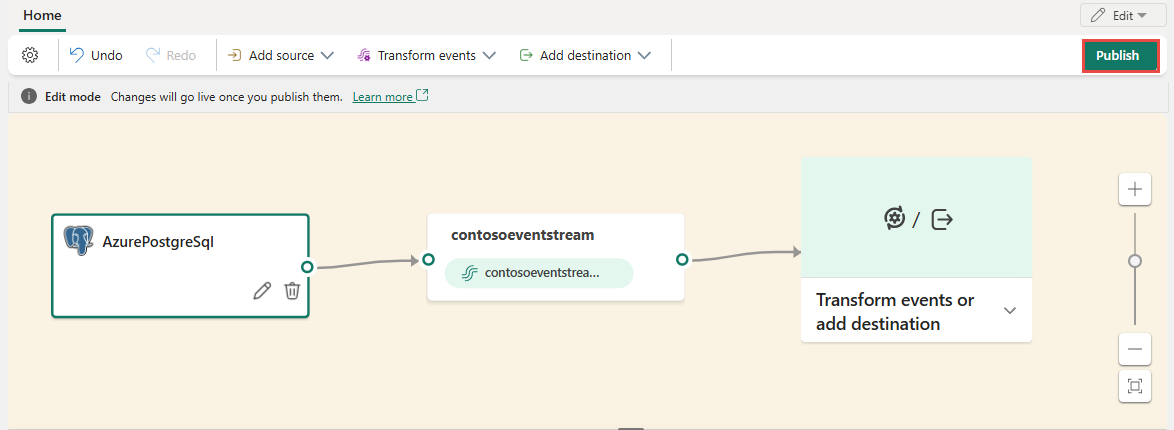 Home
Edit
Undo
Redo
Add source
Transform events
Add destination
Publish
Edit mode Changes will go live once you publish them. Learn more
AzurePostgreSql
contosoeventstream
contosoeventstrea...
/
Transform events or
add destination